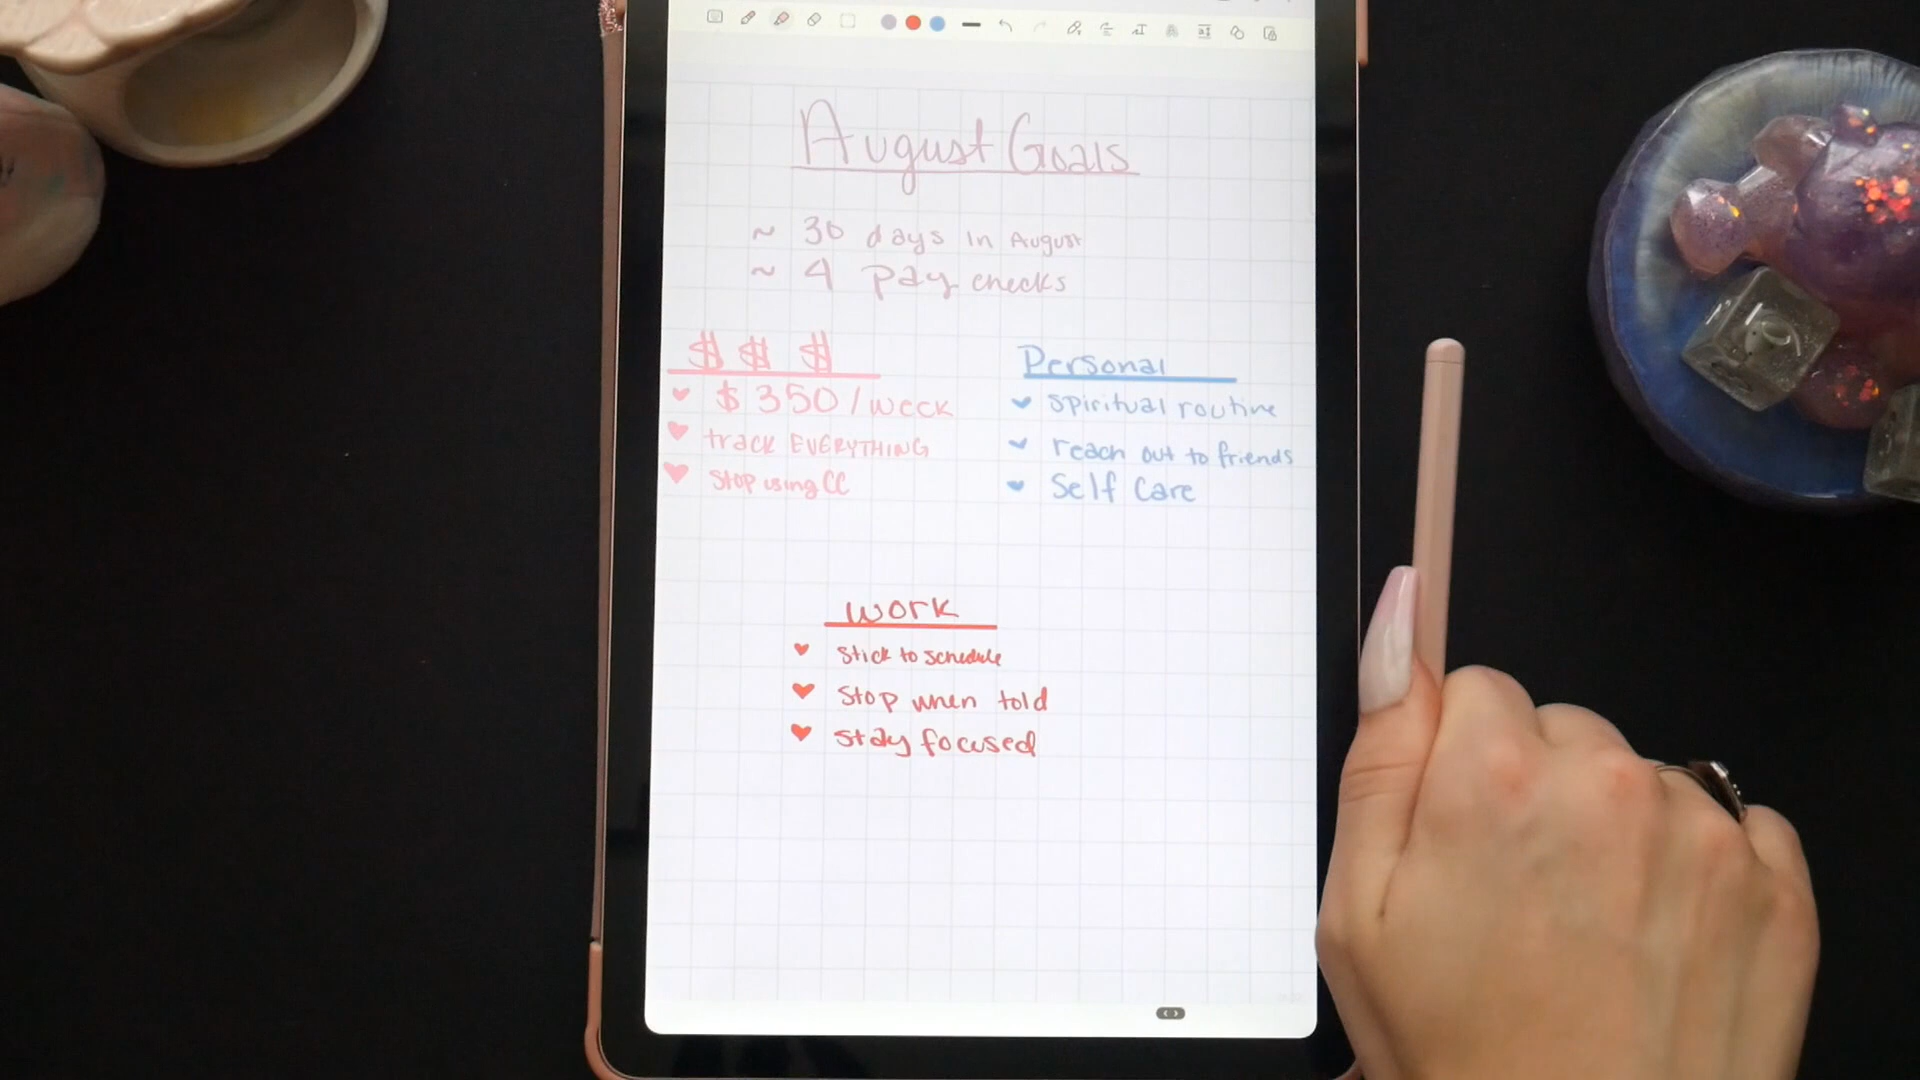 August Goals
~ 30 days in August
~ 4 pay checks
$ $ $
$350/week
track EVERYTHING
Stop using CC
Personal
spiritual routine
reach out to friends
Self Care
work
Stick to schedule
Stop when told
stay focused